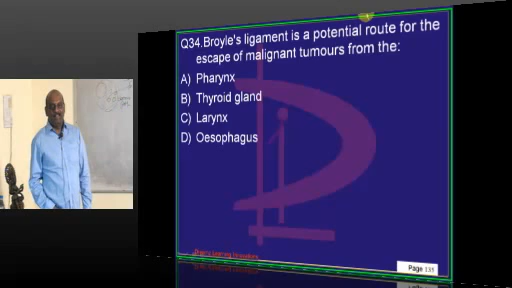 Q34.Broyle's ligament is a potential route for the
escape of malignant tumours from the:
A) Pharynx
B) Thyroid gland
C) Larynx
D) Oesophagus
Page 135